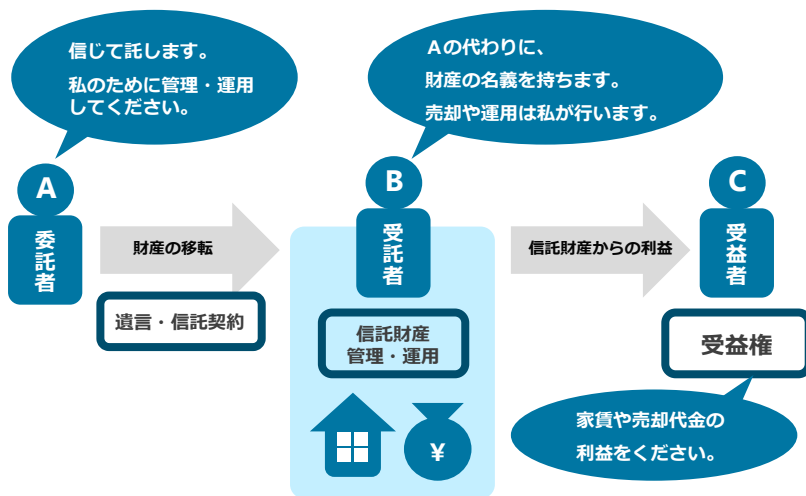 信じて託します。
私のために管理・運用
してください。
Aの代わりに、
財産の名義を持ちます。
売却や運用は私が行います。
A
委託者
財産の移転
遺言・信託契約
B
受託者
信託財産
管理・運用
¥
信託財産からの利益
C
受益者
受益権
家賃や売却代金の
利益をください。